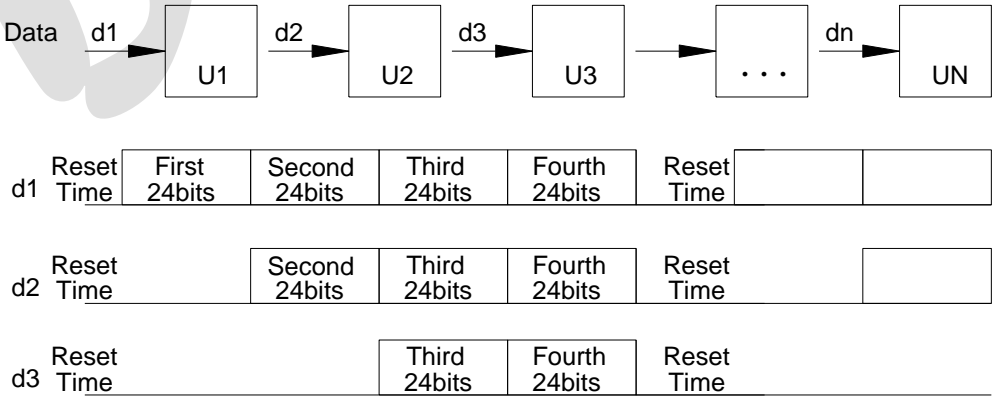 Data d1 d2 d3 dn
U1 U2 U3 . . . UN
Reset First Second Third Fourth Reset
d1 Time 24bits 24bits 24bits 24bits Time
Reset Second Third Fourth Reset
d2 Time 24bits 24bits 24bits Time
Reset Third Fourth Reset
d3 Time 24bits 24bits Time